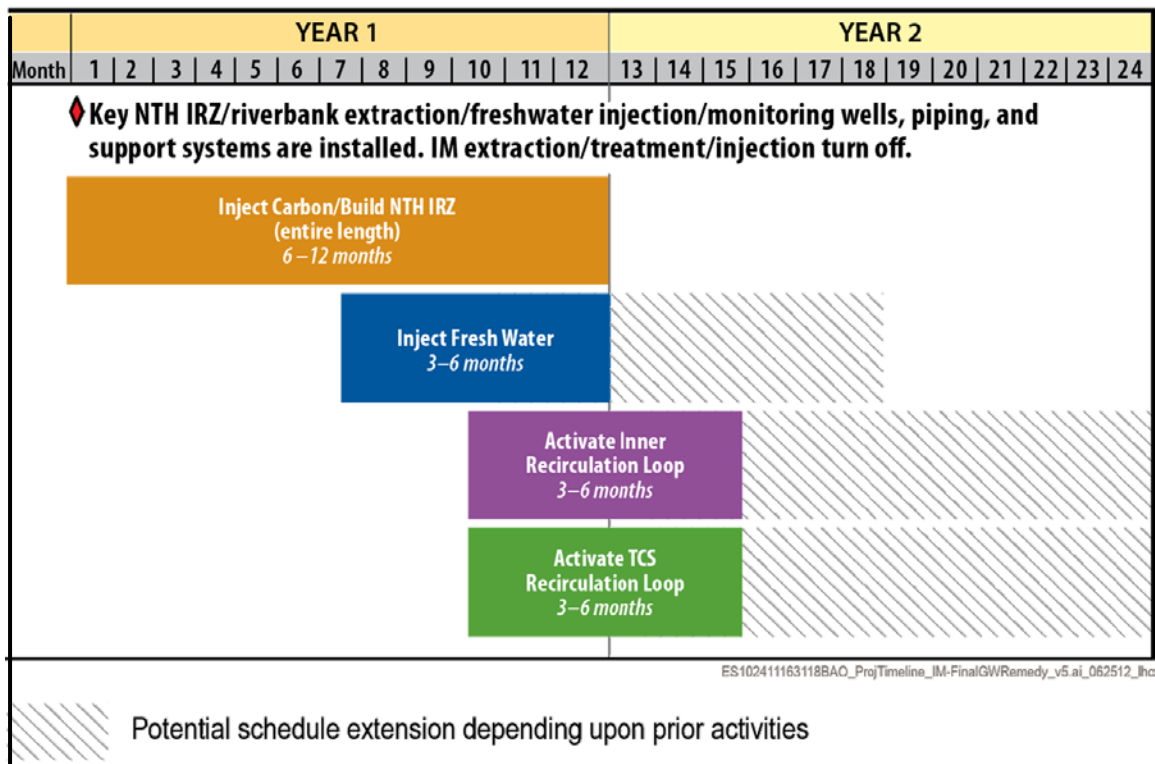 YEAR 1 YEAR 2
Month 1 2 3 4 5 6 7 8 9 10 11 12 13 14 15 16 17 18 19 20 21 22 23 24
Key NTH IRZ/riverbank extraction/freshwater injection/monitoring wells, piping, and
support systems are installed. IM extraction/treatment/injection turn off.
Inject Carbon/Build NTH IRZ
(entire length)
6 –12 months
Inject Fresh Water
3–6 months
Activate Inner
Recirculation Loop
3–6 months
Activate TCS
Recirculation Loop
3–6 months
ES102411163118BAO_ProjTimeline_IM-FinalGWRemedy_v5.ai_062512_lho
Potential schedule extension depending upon prior activities